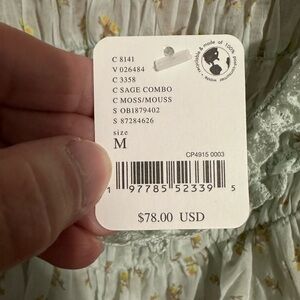 C 8141
V 026484
C 3358
C SAGE COMBO
C MOSS/MOUSS
S OB1879402
S 87284626
size
M
CP4915 0003
1 97785 52339 5
$78.00 USD